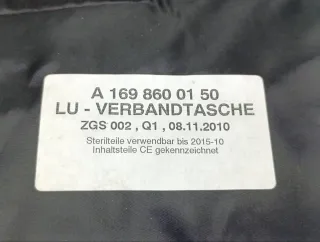 A 169 860 01 50
LU - VERBANDTASCHE
ZGS 002 , Q1 , 08.11.2010
Sterilteile verwendbar bis 2015-10
Inhaltsteile CE gekennzeichnet